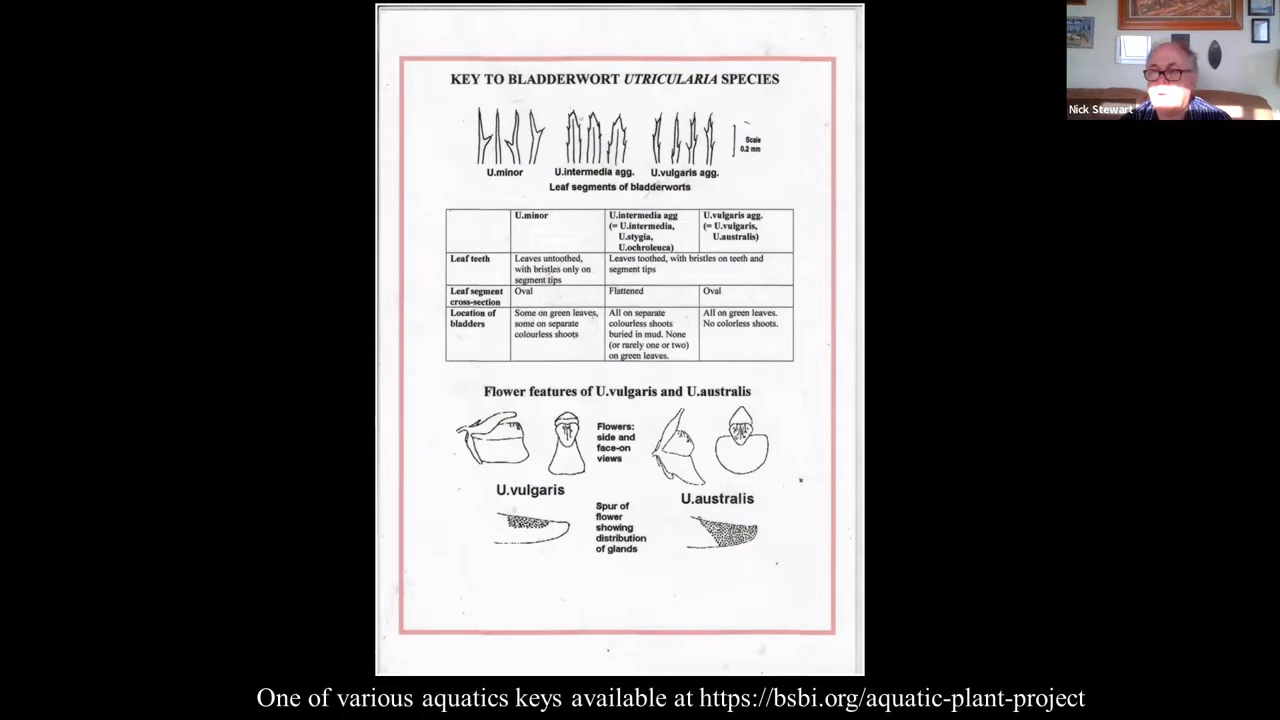 Nick Stewart
KEY TO BLADDERWORT UTRICULARIA SPECIES
Scale
0.2 mm
U.minor
U.intermedia agg.
U.vulgaris agg.
Leaf segments of bladderworts
U.minor
U.intermedia agg
(= U.intermedia,
U.stygia,
U.ochroleuca)
U.vulgaris agg.
(= U.vulgaris,
U.australis)
Leaf teeth
Leaves untoothed,
with bristles only on
segment tips
Leaves toothed, with bristles on teeth and
segment tips
Leaf segment
cross-section
Oval
Flattened
Oval
Location of
bladders
Some on green leaves,
some on separate
colourless shoots
All on separate
colourless shoots
buried in mud. None
(or rarely one or two)
on green leaves.
All on green leaves.
No colorless shoots.
Flower features of U.vulgaris and U.australis
Flowers:
side and
face-on
views
U.vulgaris
U.australis
Spur of
flower
showing
distribution
of glands
One of various aquatics keys available at https://bsbi.org/aquatic-plant-project